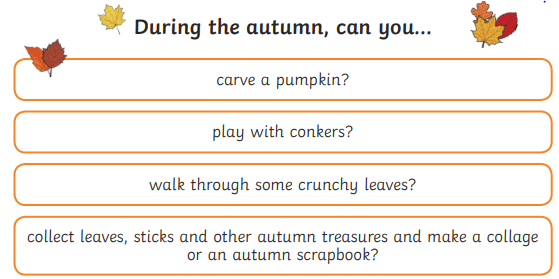 During the autumn, can you...
carve a pumpkin?
play with conkers?
walk through some crunchy leaves?
collect leaves, sticks and other autumn treasures and make a collage
or an autumn scrapbook?